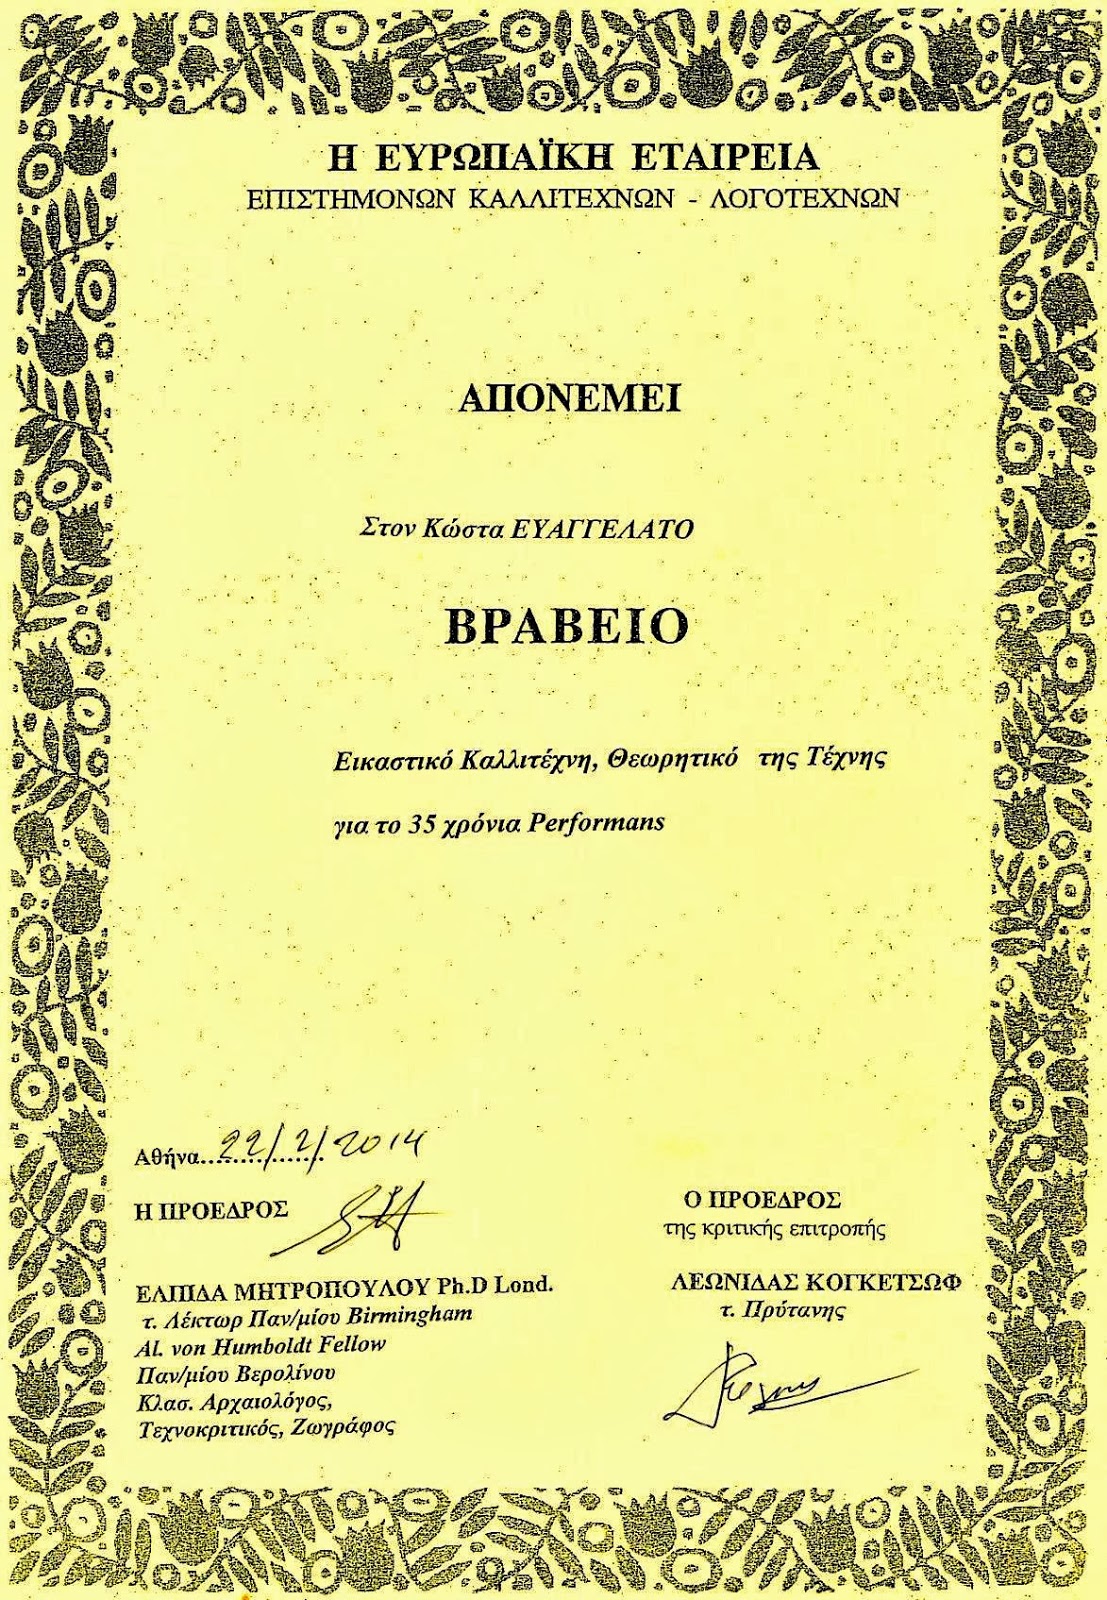 Η ΕΥΡΩΠΑΪΚΗ ΕΤΑΙΡΕΙΑ
ΕΠΙΣΤΗΜΟΝΩΝ ΚΑΛΛΙΤΕΧΝΩΝ - ΛΟΓΟΤΕΧΝΩΝ
ΑΠΟΝΕΜΕΙ
Στον Κώστα ΕΥΑΓΓΕΛΑΤΟ
ΒΡΑΒΕΙΟ
Εικαστικό Καλλιτέχνη, Θεωρητικό της Τέχνης
για το 35 χρόνια Performans
Αθήνα.. 22/2/2014
Η ΠΡΟΕΔΡΟΣ
ΕΛΠΙΔΑ ΜΗΤΡΟΠΟΥΛΟΥ Ph.D Lond.
τ. Λέκτωρ Παν/μίου Birmingham
Al. von Humboldt Fellow
Παν/μίου Βερολίνου
Κλασ. Αρχαιολόγος,
Τεχνοκριτικός, Ζωγράφος
Ο ΠΡΟΕΔΡΟΣ
της κριτικής επιτροπής
ΛΕΩΝΙΔΑΣ ΚΟΓΚΕΤΣΩΦ
τ. Πρύτανης